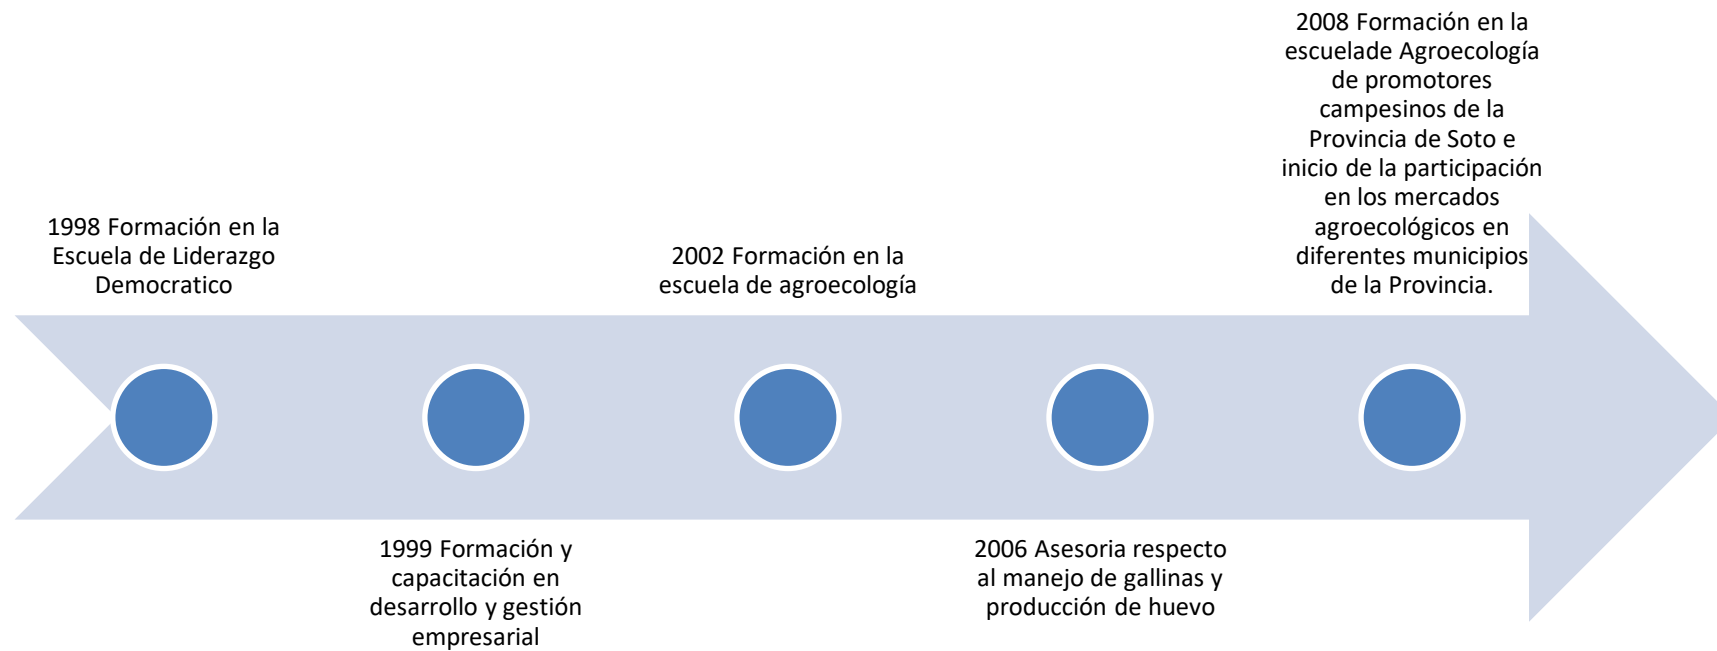 1998 Formación en la
Escuela de Liderazgo
Democratico
1999 Formación y
capacitación en
desarrollo y gestión
empresarial
2002 Formación en la
escuela de agroecología
2006 Asesoria respecto
al manejo de gallinas y
producción de huevo
2008 Formación en la
escuelade Agroecología
de promotores
campesinos de la
Provincia de Soto e
inicio de la participación
en los mercados
agroecológicos en
diferentes municipios
de la Provincia.